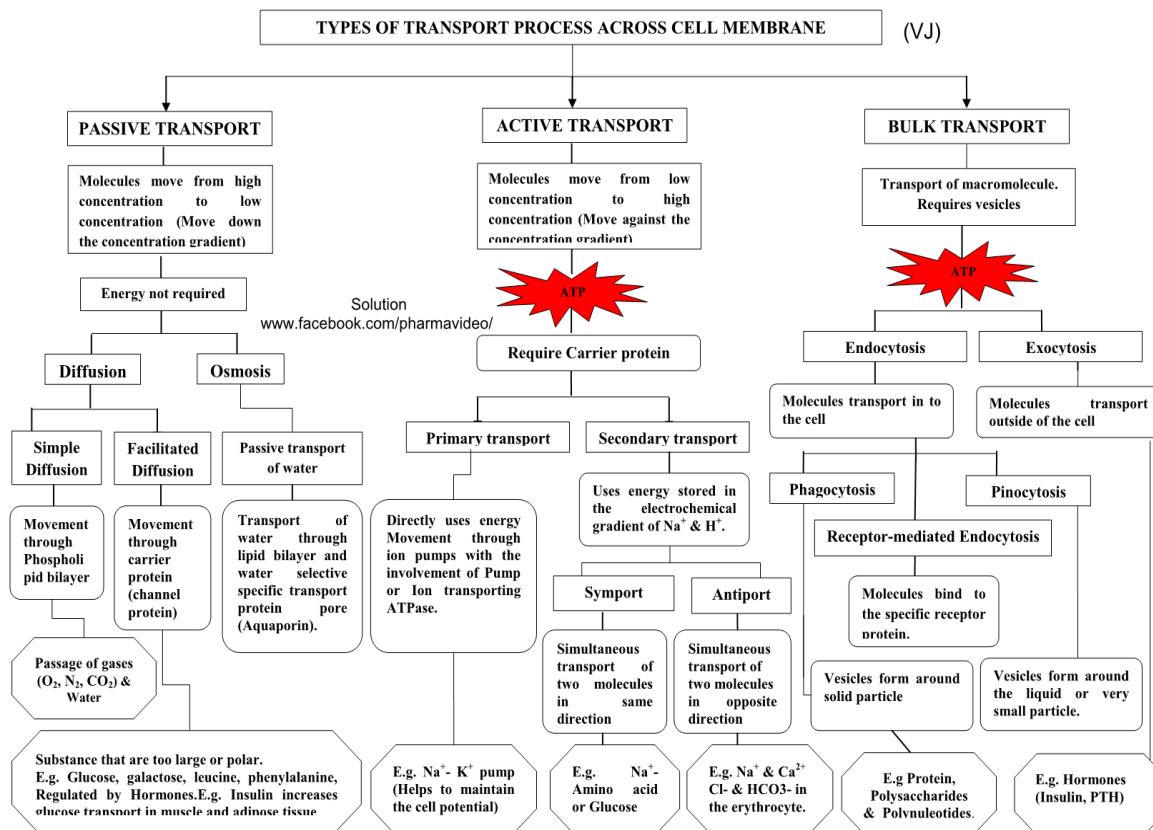 TYPES OF TRANSPORT PROCESS ACROSS CELL MEMBRANE
(VJ)
PASSIVE TRANSPORT
ACTIVE TRANSPORT
BULK TRANSPORT
Molecules move from high
concentration to low
concentration (Move down
the concentration gradient)
Molecules move from low
concentration to high
concentration (Move against the
concentration gradient)
Transport of macromolecule.
Requires vesicles
Energy not required
ATP
ATP
Solution
www.facebook.com/pharmavideo/
Require Carrier protein
Endocytosis
Exocytosis
Diffusion
Osmosis
Molecules transport in to
the cell
Molecules transport
outside of the cell
Simple
Diffusion
Facilitated
Diffusion
Passive transport
of water
Primary transport
Secondary transport
Phagocytosis
Pinocytosis
Movement
through
Phospholi
pid bilayer
Movement
through
carrier
protein
(channel
protein)
Transport of
water through
lipid bilayer and
water selective
specific transport
protein pore
(Aquaporin).
Directly uses energy
Movement through
ion pumps with the
involvement of Pump
or Ion transporting
ATPase.
Uses energy stored in
the electrochemical
gradient of Na⁺ & H⁺.
Receptor-mediated Endocytosis
Molecules bind to
the specific receptor
protein.
Symport
Antiport
Simultaneous
transport of
two molecules
in same
direction
Simultaneous
transport of
two molecules
in opposite
direction
Vesicles form around
solid particle
Vesicles form around
the liquid or very
small particle.
Passage of gases
(O₂, N₂, CO₂) &
Water
Substance that are too large or polar.
E.g. Glucose, galactose, leucine, phenylalanine,
Regulated by Hormones.E.g. Insulin increases
glucose transport in muscle and adipose tissue
E.g. Na⁺- K⁺ pump
(Helps to maintain
the cell potential)
E.g. Na⁺-
Amino acid
or Glucose
E.g. Na⁺ & Ca²⁺
Cl- & HCO3- in
the erythrocyte.
E.g Protein,
Polysaccharides
& Polynuleotides.
E.g. Hormones
(Insulin, PTH)